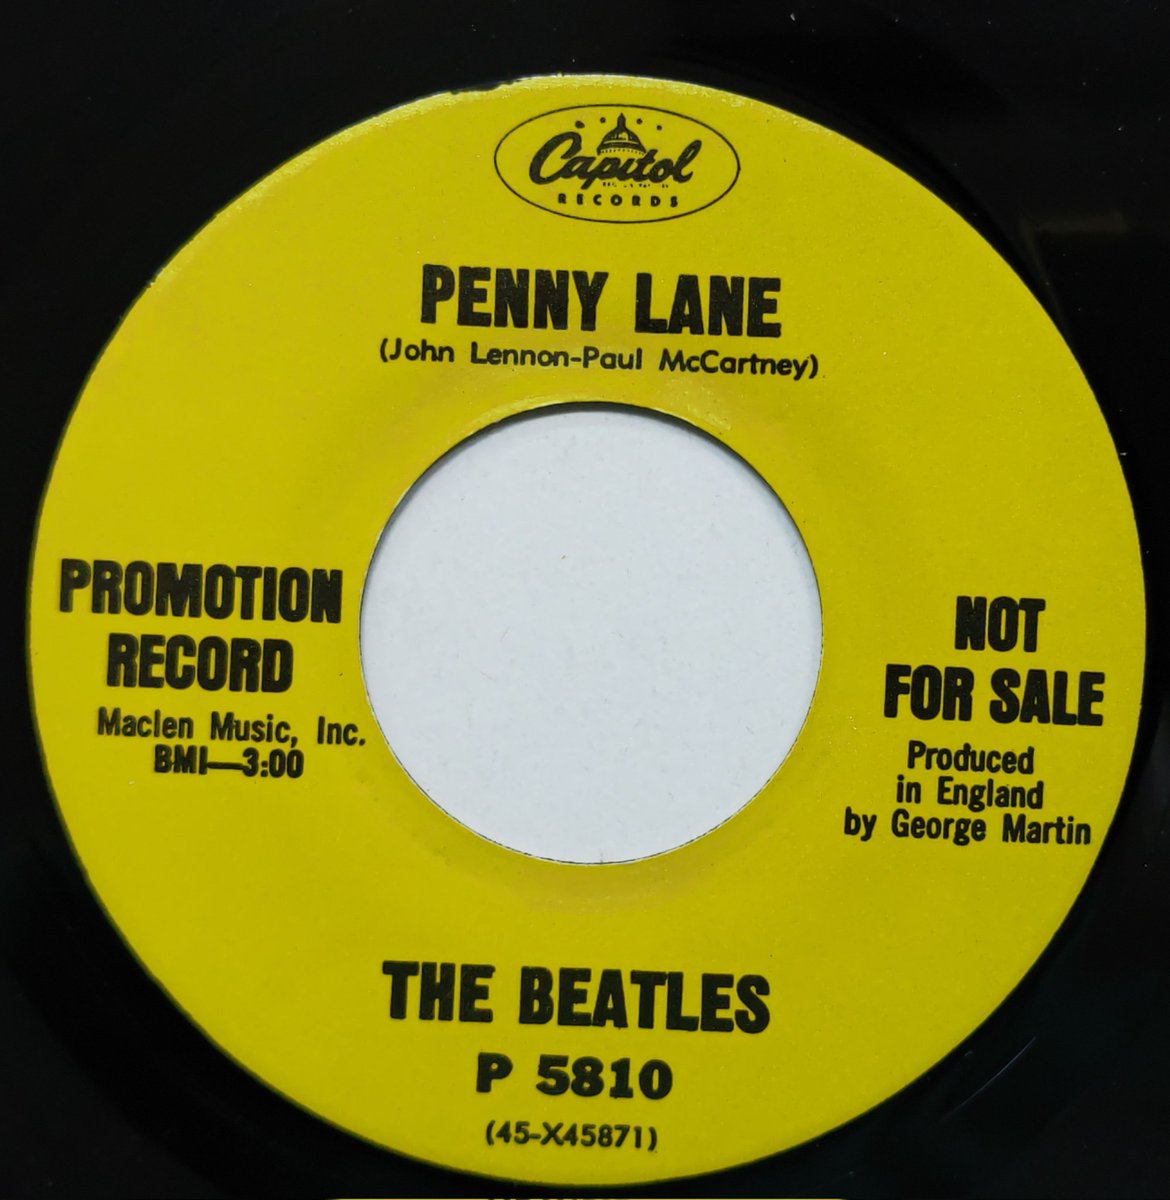 Capitol
RECORDS
PENNY LANE
(John Lennon-Paul McCartney)
PROMOTION
RECORD
Maclen Music, Inc.
BMI—3:00
NOT
FOR SALE
Produced
in England
by George Martin
THE BEATLES
P 5810
(45-X45871)